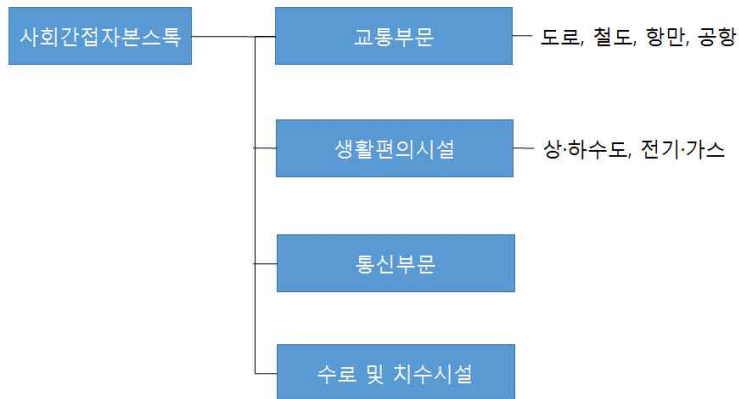 사회간접자본스톡
교통부문
도로, 철도, 항만, 공항
생활편의시설
상·하수도, 전기·가스
통신부문
수로 및 치수시설